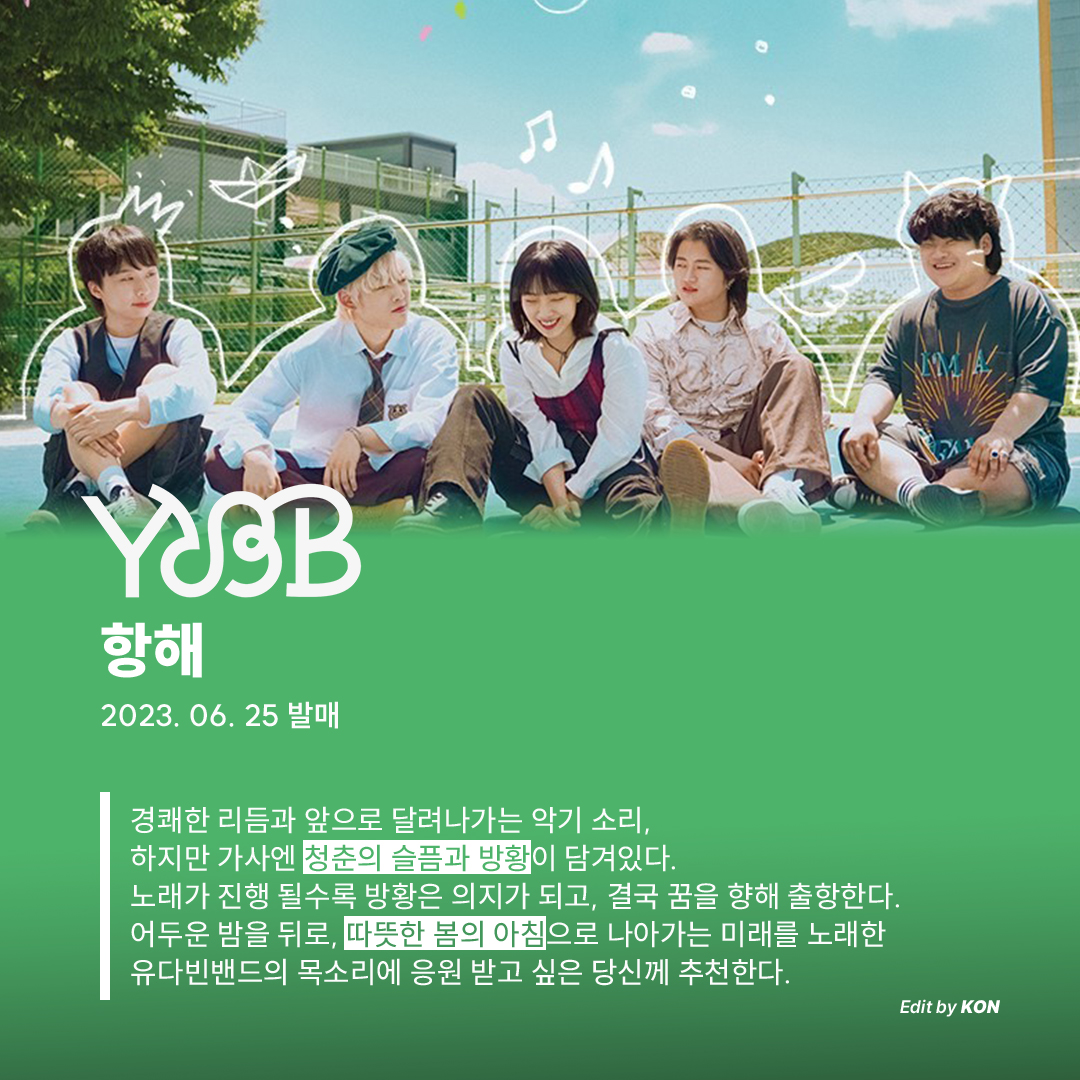 I'M A
YdBB
항해
2023. 06. 25 발매
경쾌한 리듬과 앞으로 달려나가는 악기 소리,
하지만 가사엔 청춘의 슬픔과 방황이 담겨있다.
노래가 진행 될수록 방황은 의지가 되고, 결국 꿈을 향해 출항한다.
어두운 밤을 뒤로, 따뜻한 봄의 아침으로 나아가는 미래를 노래한
유다빈밴드의 목소리에 응원 받고 싶은 당신께 추천한다.
Edit by KON